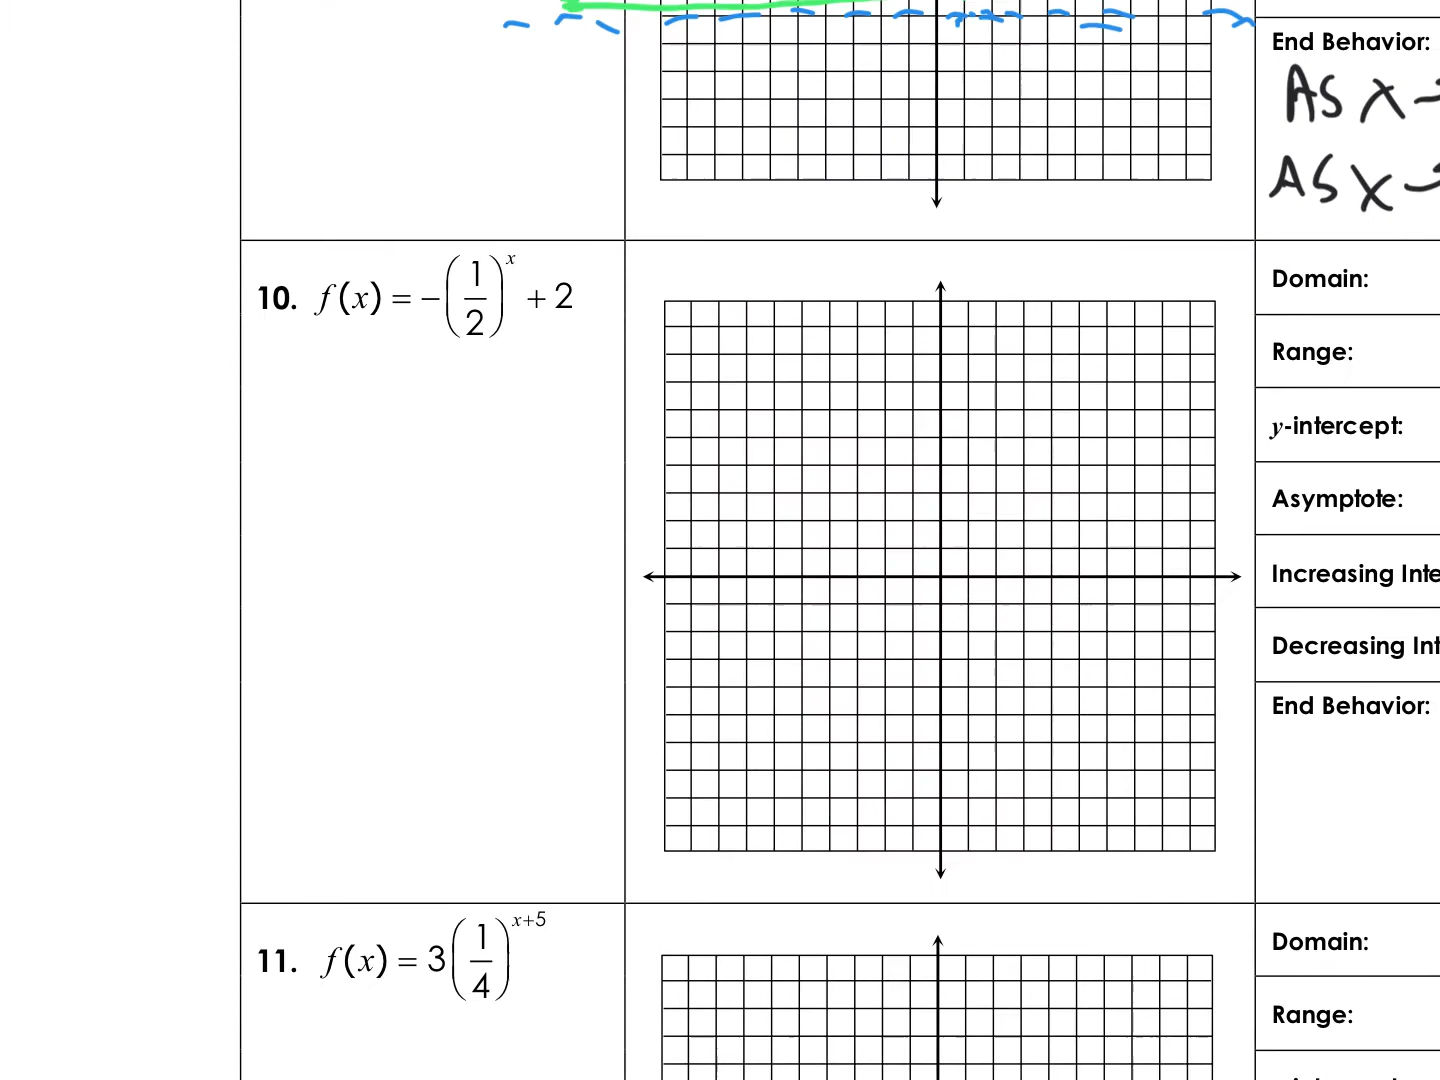 End Behavior:
As x→
As x→
10. f(x) = −(1/2)^x + 2
Domain:
Range:
y-intercept:
Asymptote:
Increasing Inte
Decreasing Int
End Behavior:
11. f(x) = 3(1/4)^{x+5}
Domain:
Range: